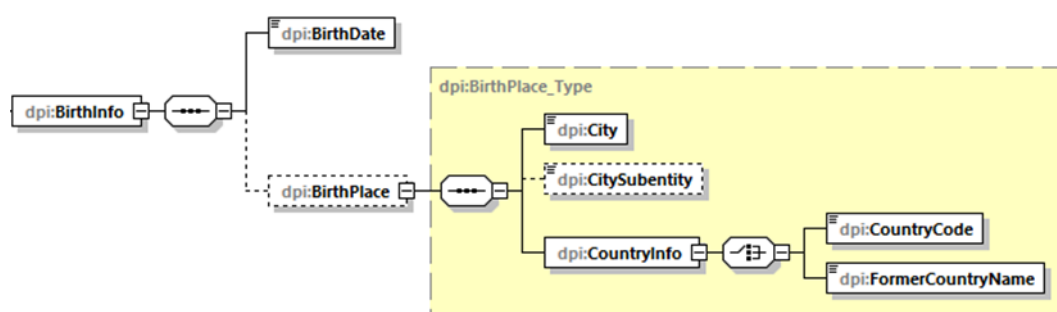 dpi:BirthDate
dpi:BirthPlace_Type
dpi:BirthInfo
dpi:City
dpi:CitySubentity
dpi:BirthPlace
dpi:CountryCode
dpi:CountryInfo
dpi:FormerCountryName